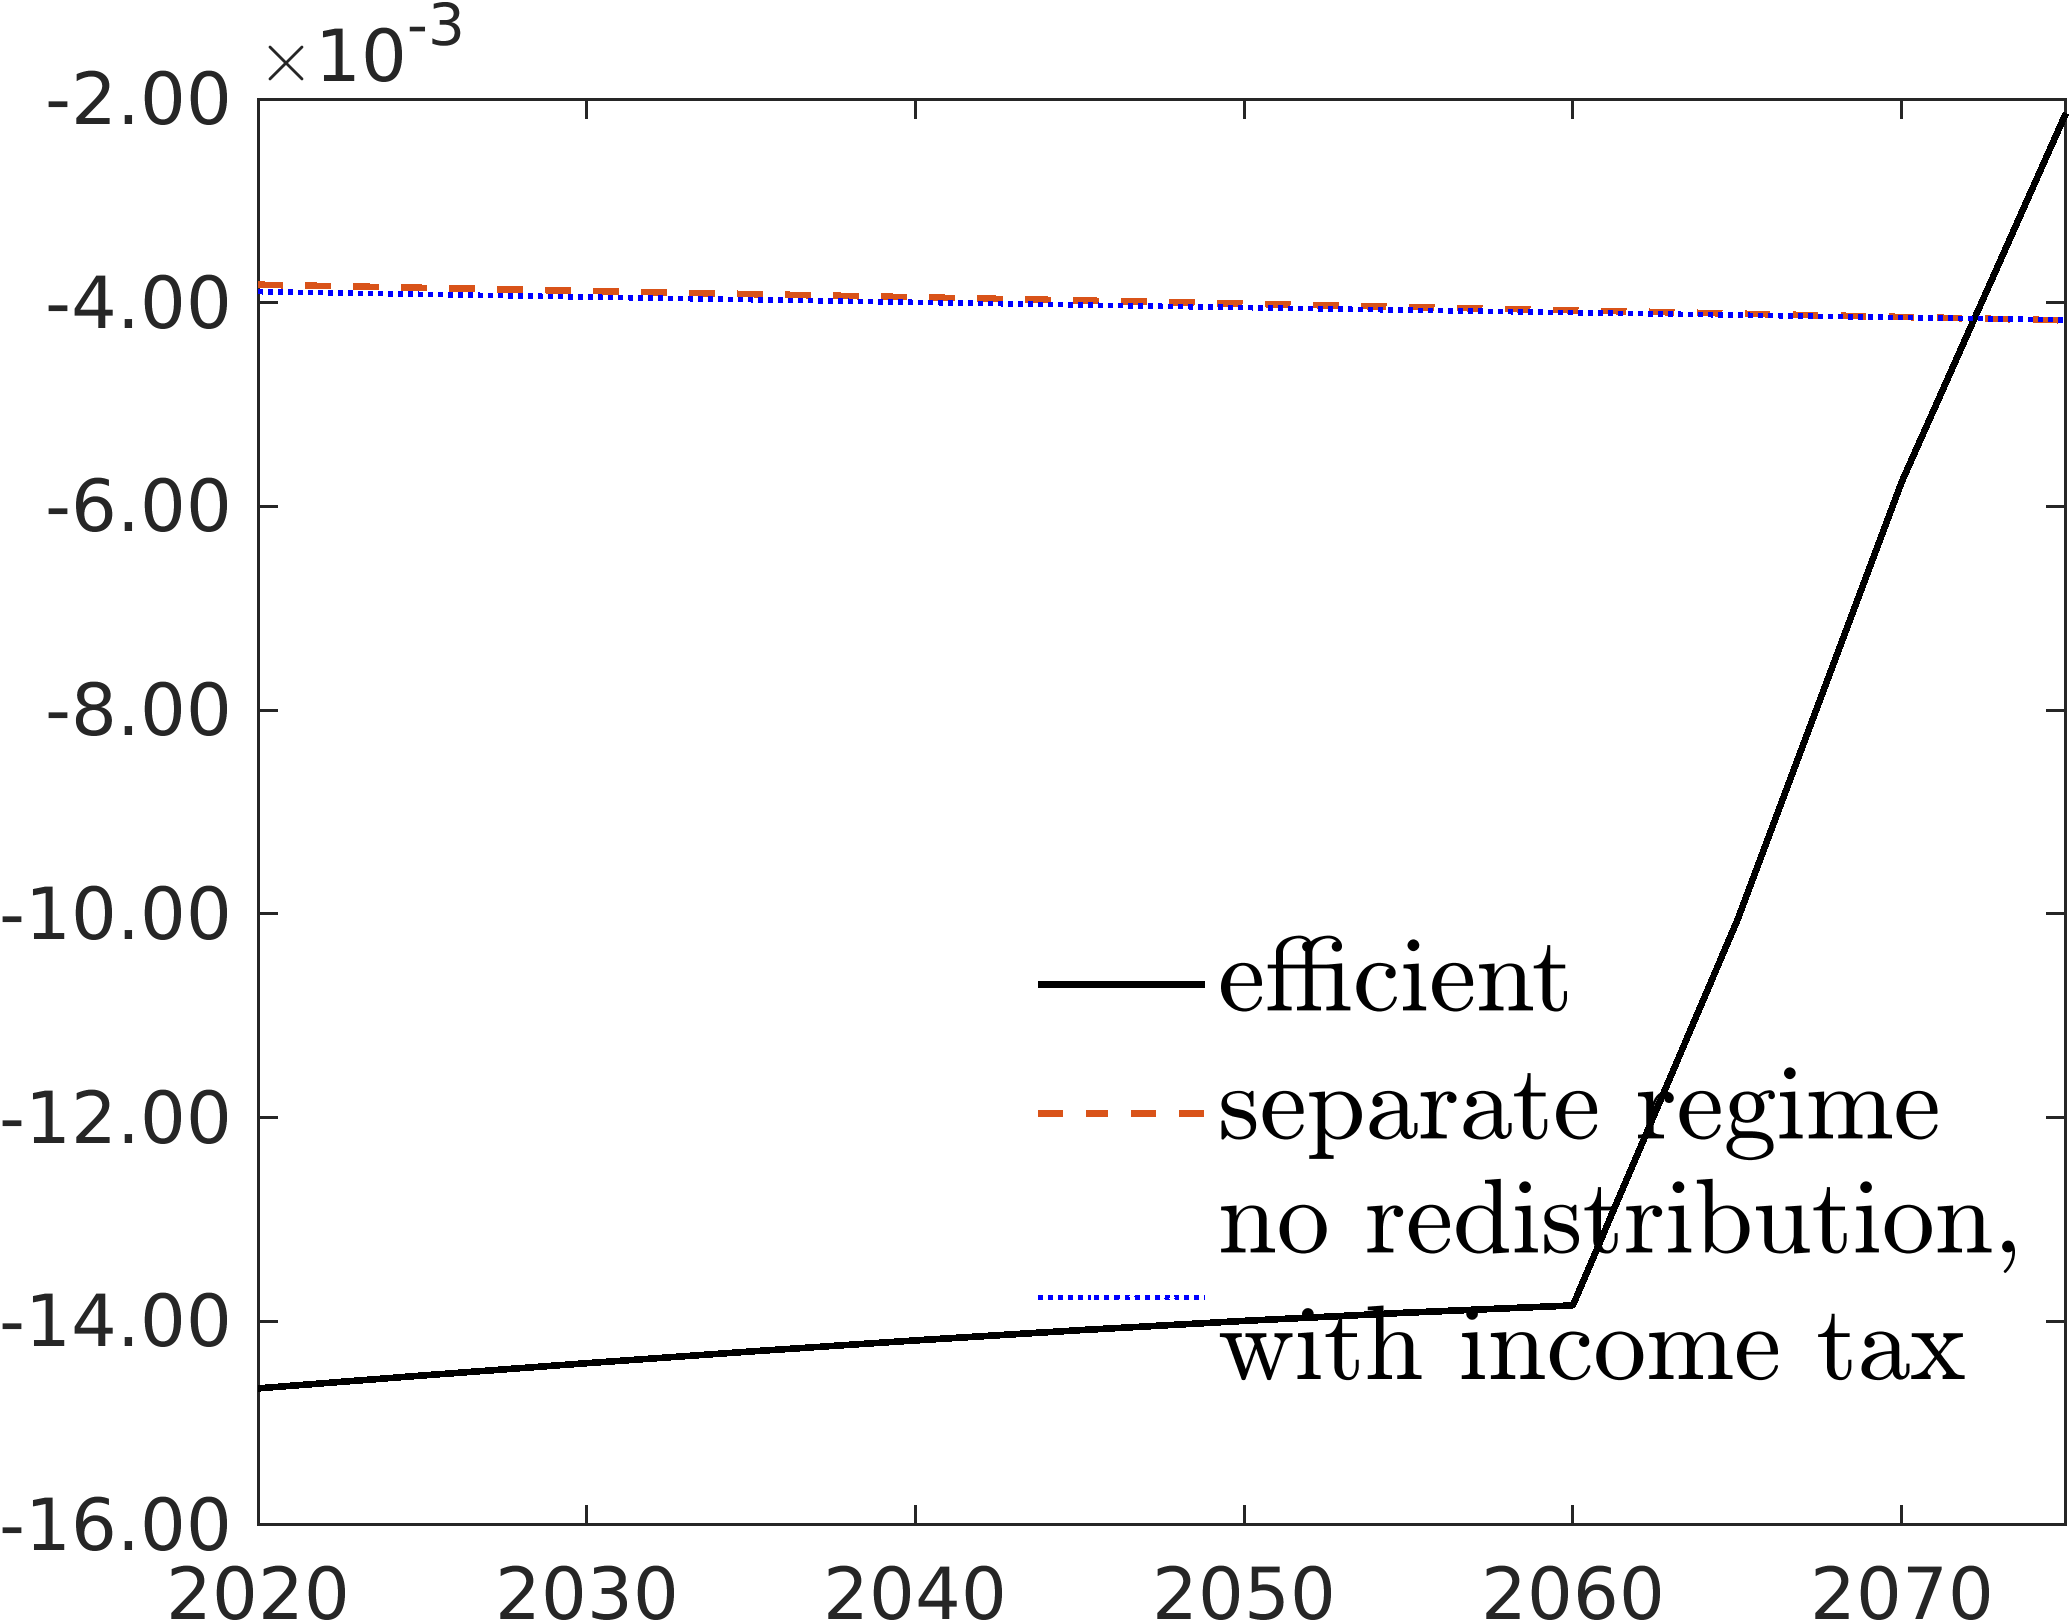 ×10-3
-2.00
-4.00
-6.00
-8.00
-10.00
-12.00
-14.00
-16.00
2020 2030 2040 2050 2060 2070
efficient
separate regime
no redistribution,
with income tax